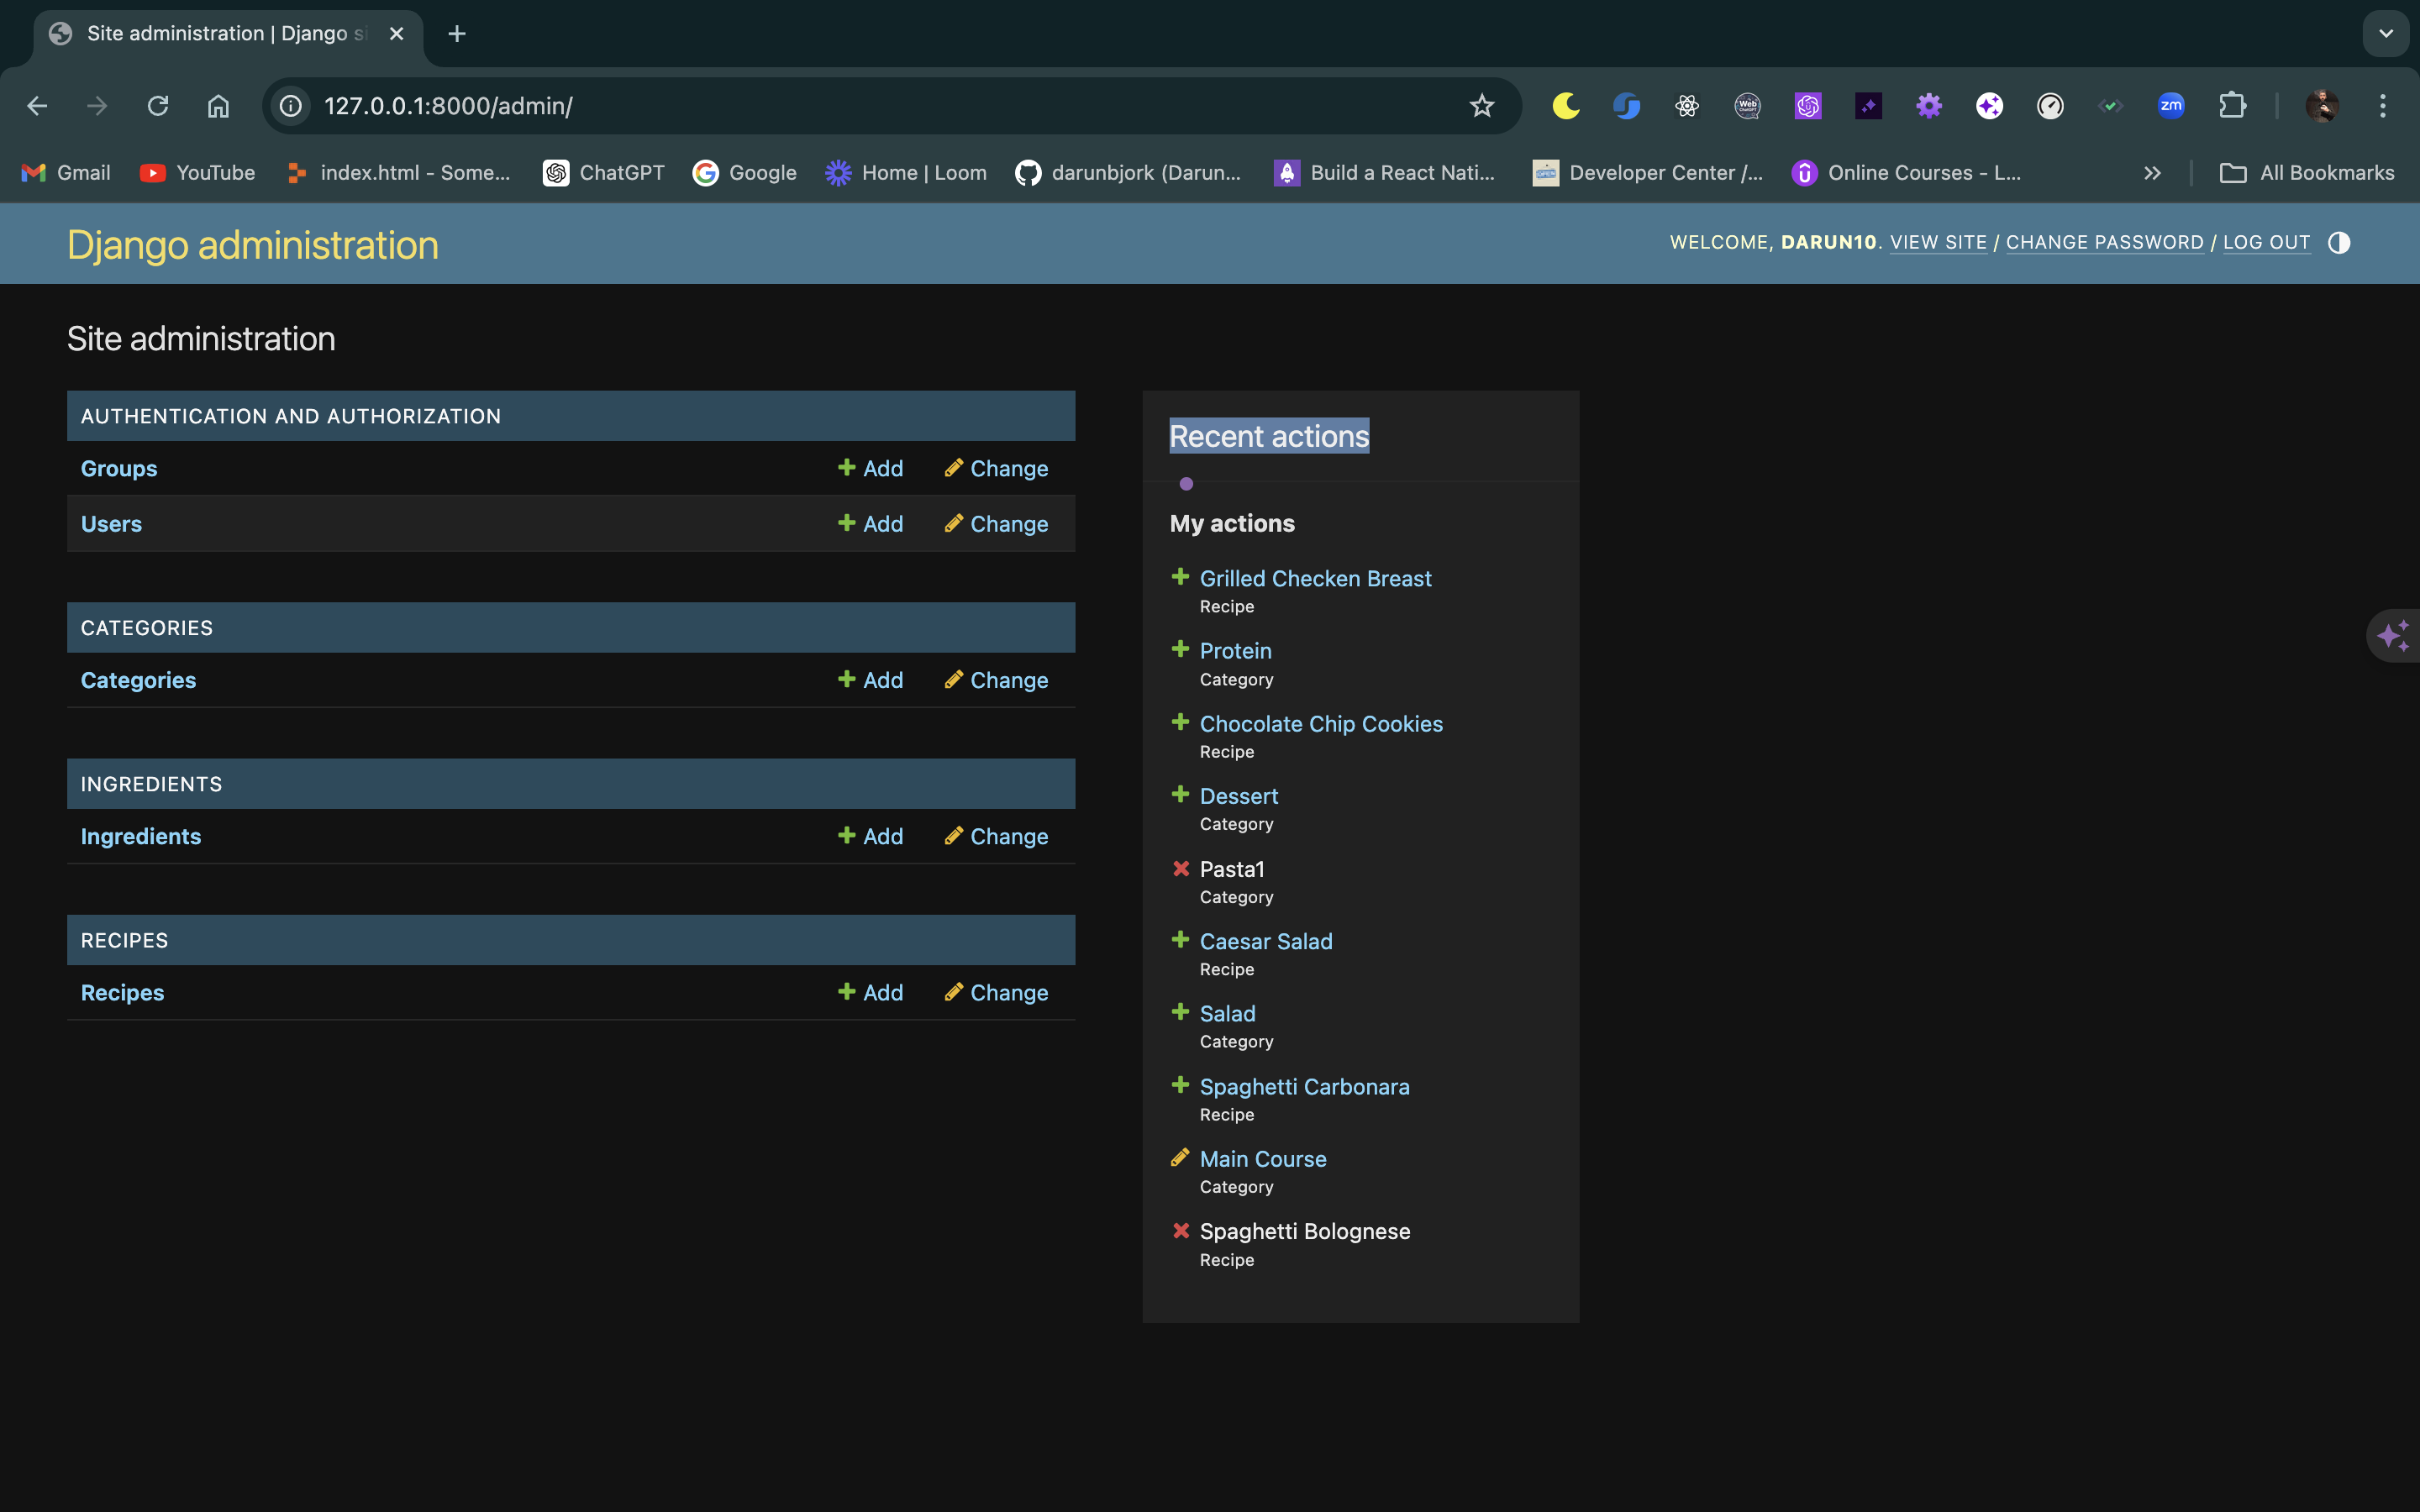 Site administration | Django si
127.0.0.1:8000/admin/
zm
Gmail YouTube index.html - Some... ChatGPT Google Home | Loom darunbjork (Darun... Build a React Nati... Developer Center /... Online Courses - L... All Bookmarks
Django administration
WELCOME, DARUN10. VIEW SITE / CHANGE PASSWORD / LOG OUT
Site administration
AUTHENTICATION AND AUTHORIZATION
Groups Add Change
Users Add Change
CATEGORIES
Categories Add Change
INGREDIENTS
Ingredients Add Change
RECIPES
Recipes Add Change
Recent actions
My actions
Grilled Checken Breast
Recipe
Protein
Category
Chocolate Chip Cookies
Recipe
Dessert
Category
Pasta1
Category
Caesar Salad
Recipe
Salad
Category
Spaghetti Carbonara
Recipe
Main Course
Category
Spaghetti Bolognese
Recipe